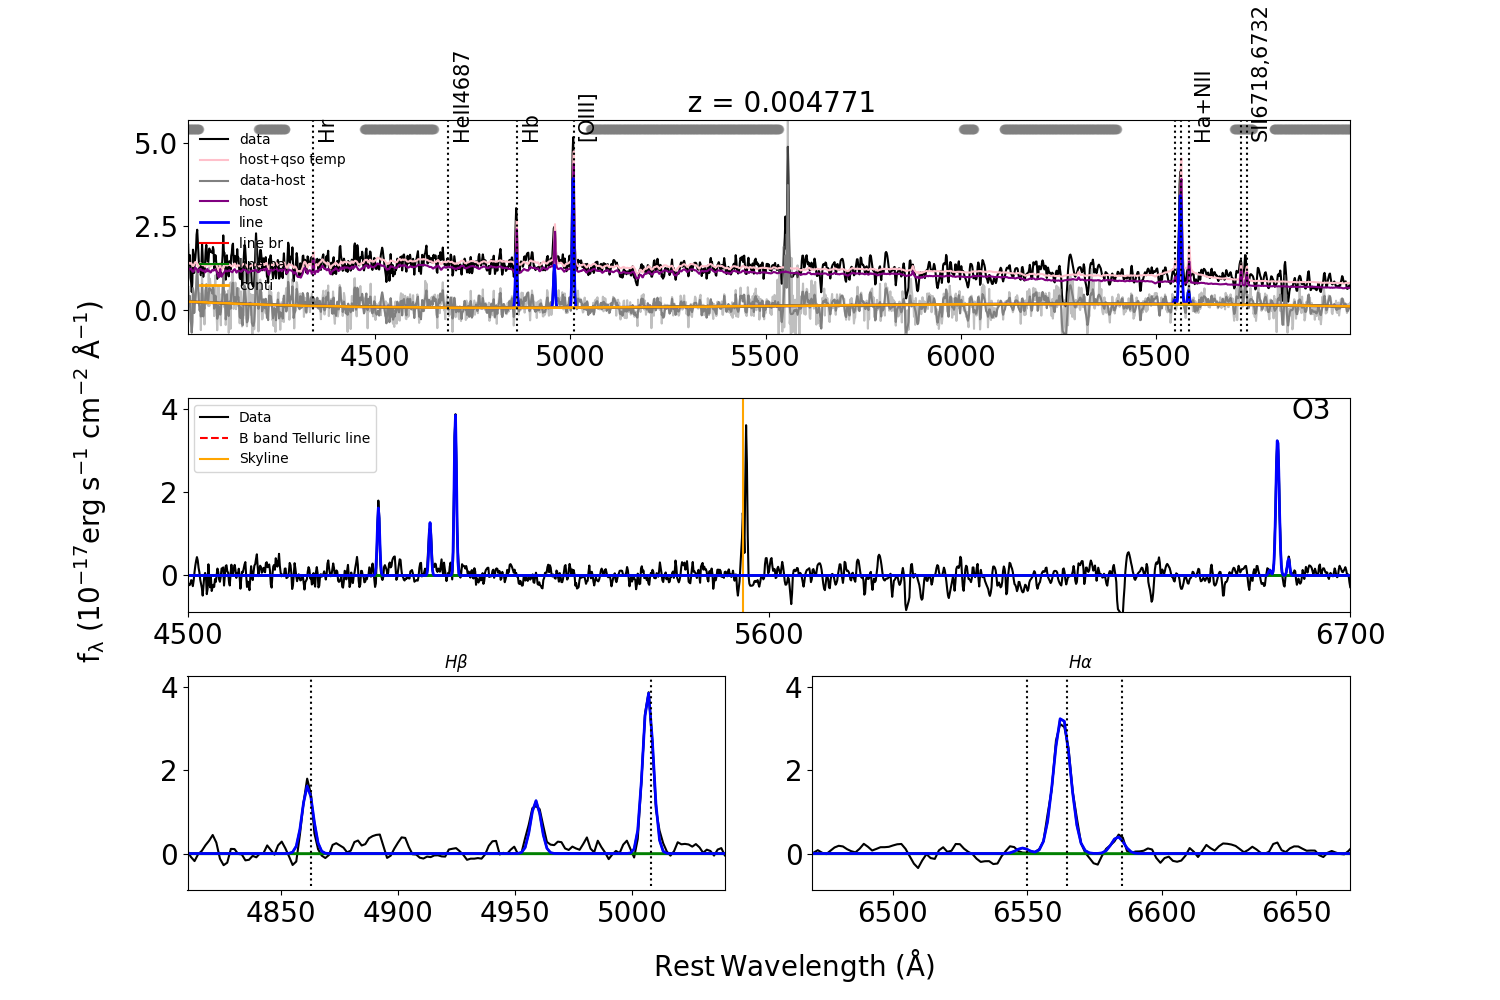 z = 0.004771
Hr
HeII4687
Hb
[OIII]
Ha+NII
SII6718,6732
5.0
2.5
0.0
data
host+qso temp
data-host
host
line
line br
conti
4500
5000
5500
6000
6500
fλ (10⁻¹⁷erg s⁻¹ cm⁻² Å⁻¹)
4
2
0
Data
B band Telluric line
Skyline
O3
4500
5600
6700
Hβ
4
2
0
4850
4900
4950
5000
Hα
4
2
0
6500
6550
6600
6650
Rest Wavelength (Å)